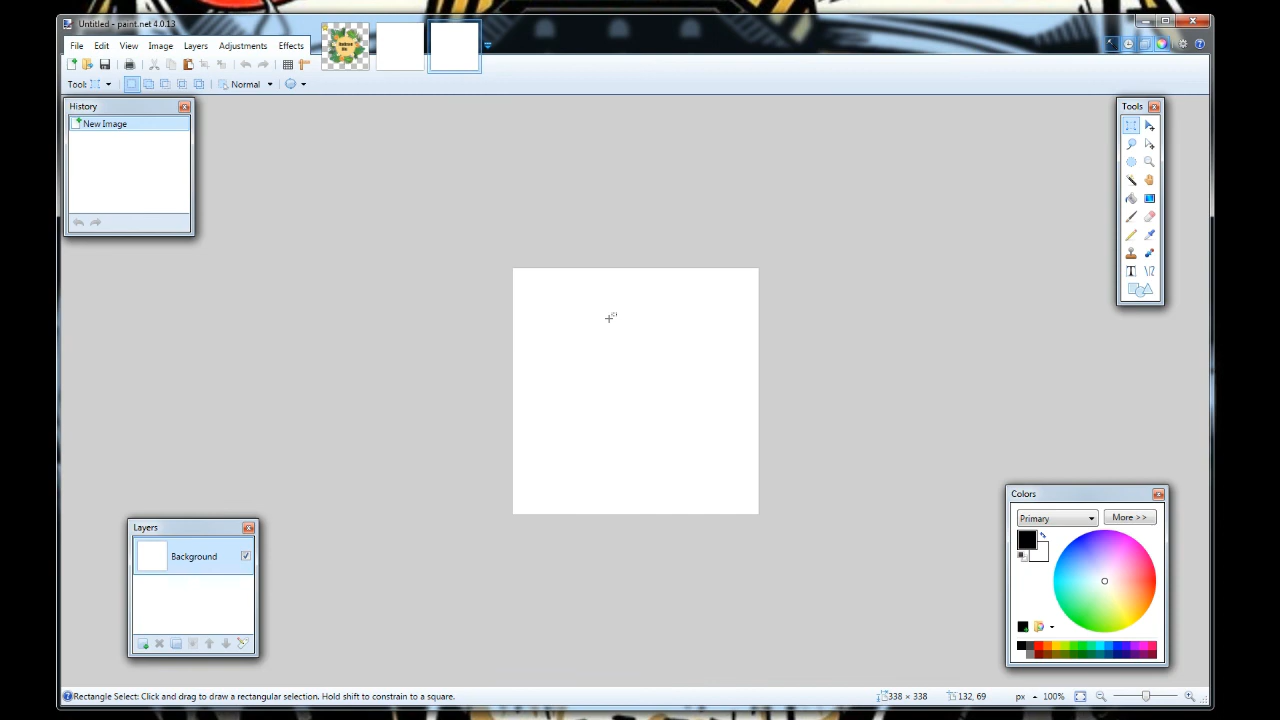 Untitled - paint.net 4.0.13
File Edit View Image Layers Adjustments Effects
Tool: Normal
History
New Image
Tools
Layers
Background
Colors
Primary More >>
Rectangle Select: Click and drag to draw a rectangular selection. Hold shift to constrain to a square.
338 × 338 132, 69 px 100%